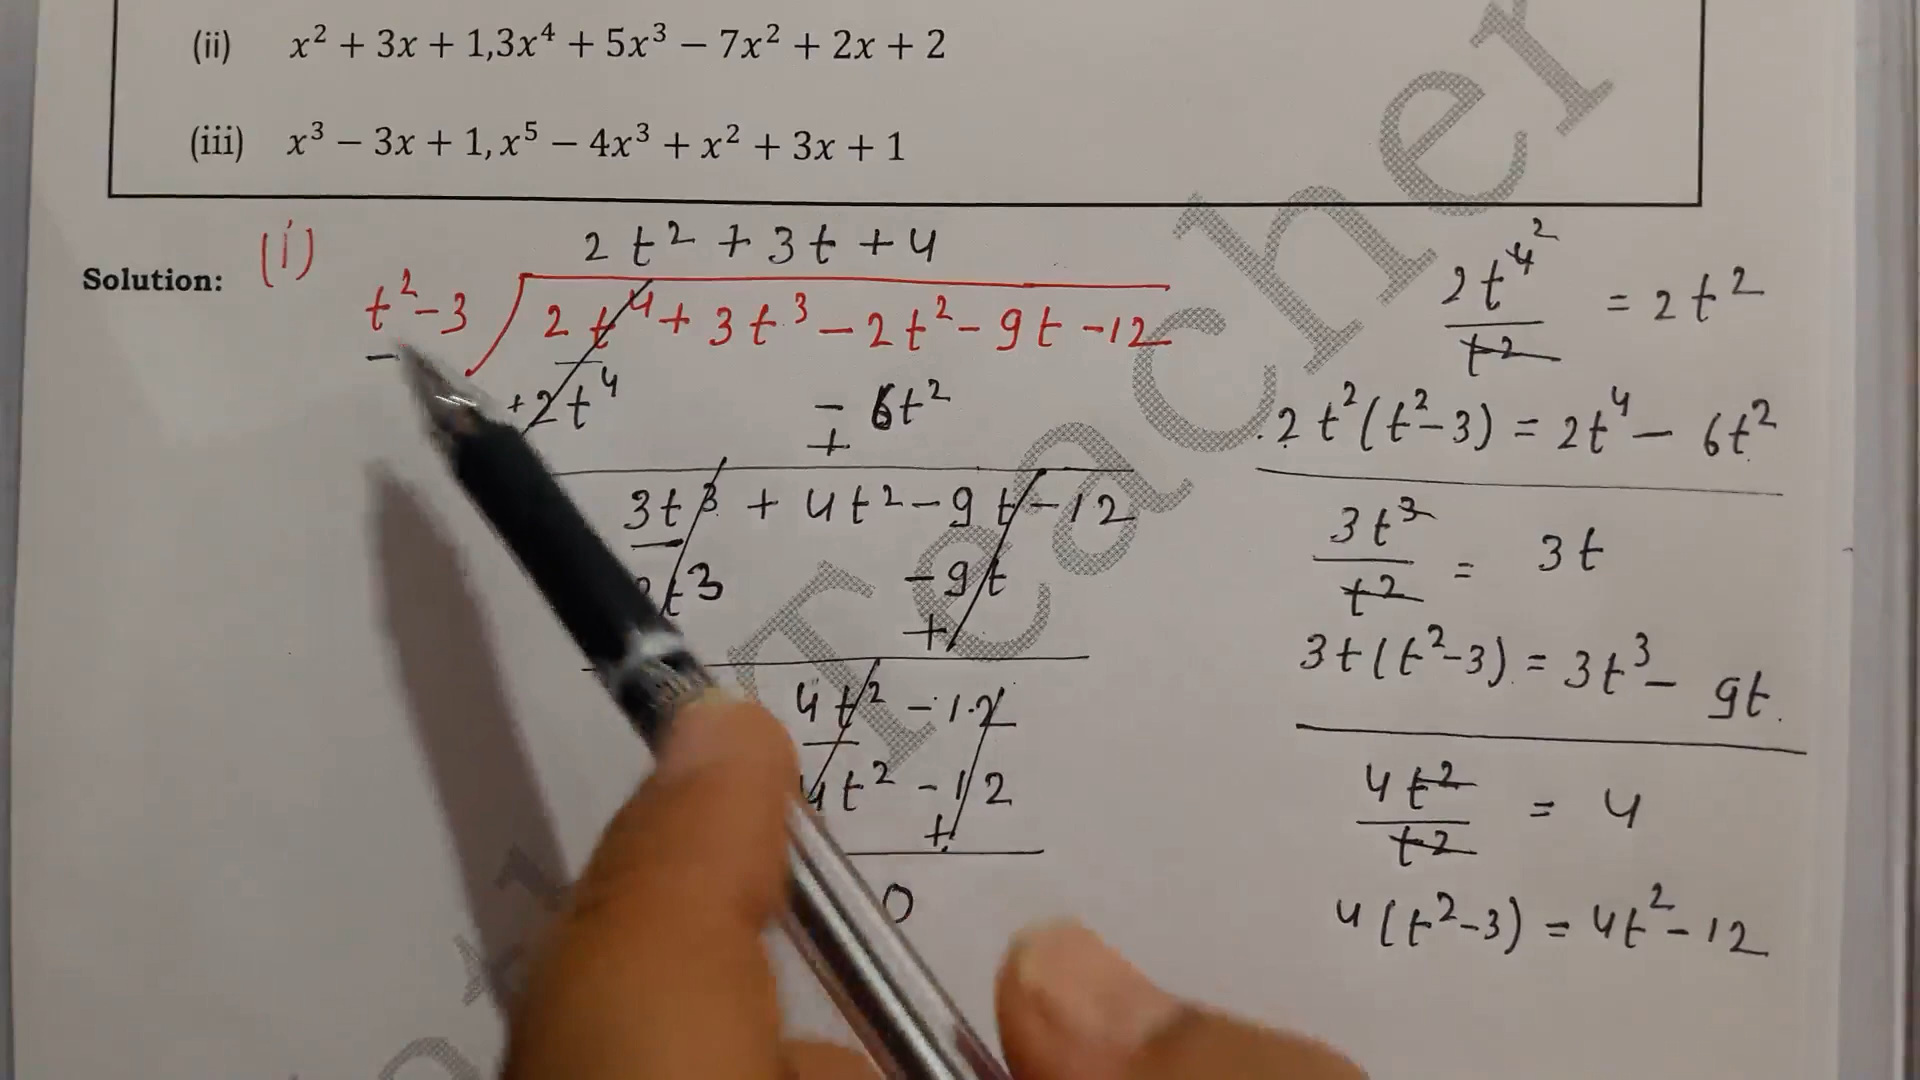 (ii) x² + 3x + 1,3x⁴ + 5x³ − 7x² + 2x + 2
(iii) x³ − 3x + 1, x⁵ − 4x³ + x² + 3x + 1
Solution: (i)
2t² + 3t + 4
t² - 3 ) 2t⁴ + 3t³ - 2t² - 9t - 12
+2t⁴ - 6t²
− +
3t³ + 4t² - 9t - 12
t³ - 9t
+
4t² - 12
4t² - 12
+
0
2t⁴/t² = 2t²
2t²(t²-3) = 2t⁴ - 6t²
3t³/t² = 3t
3t(t²-3) = 3t³ - 9t
4t²/t² = 4
4(t²-3) = 4t² - 12
Teacher